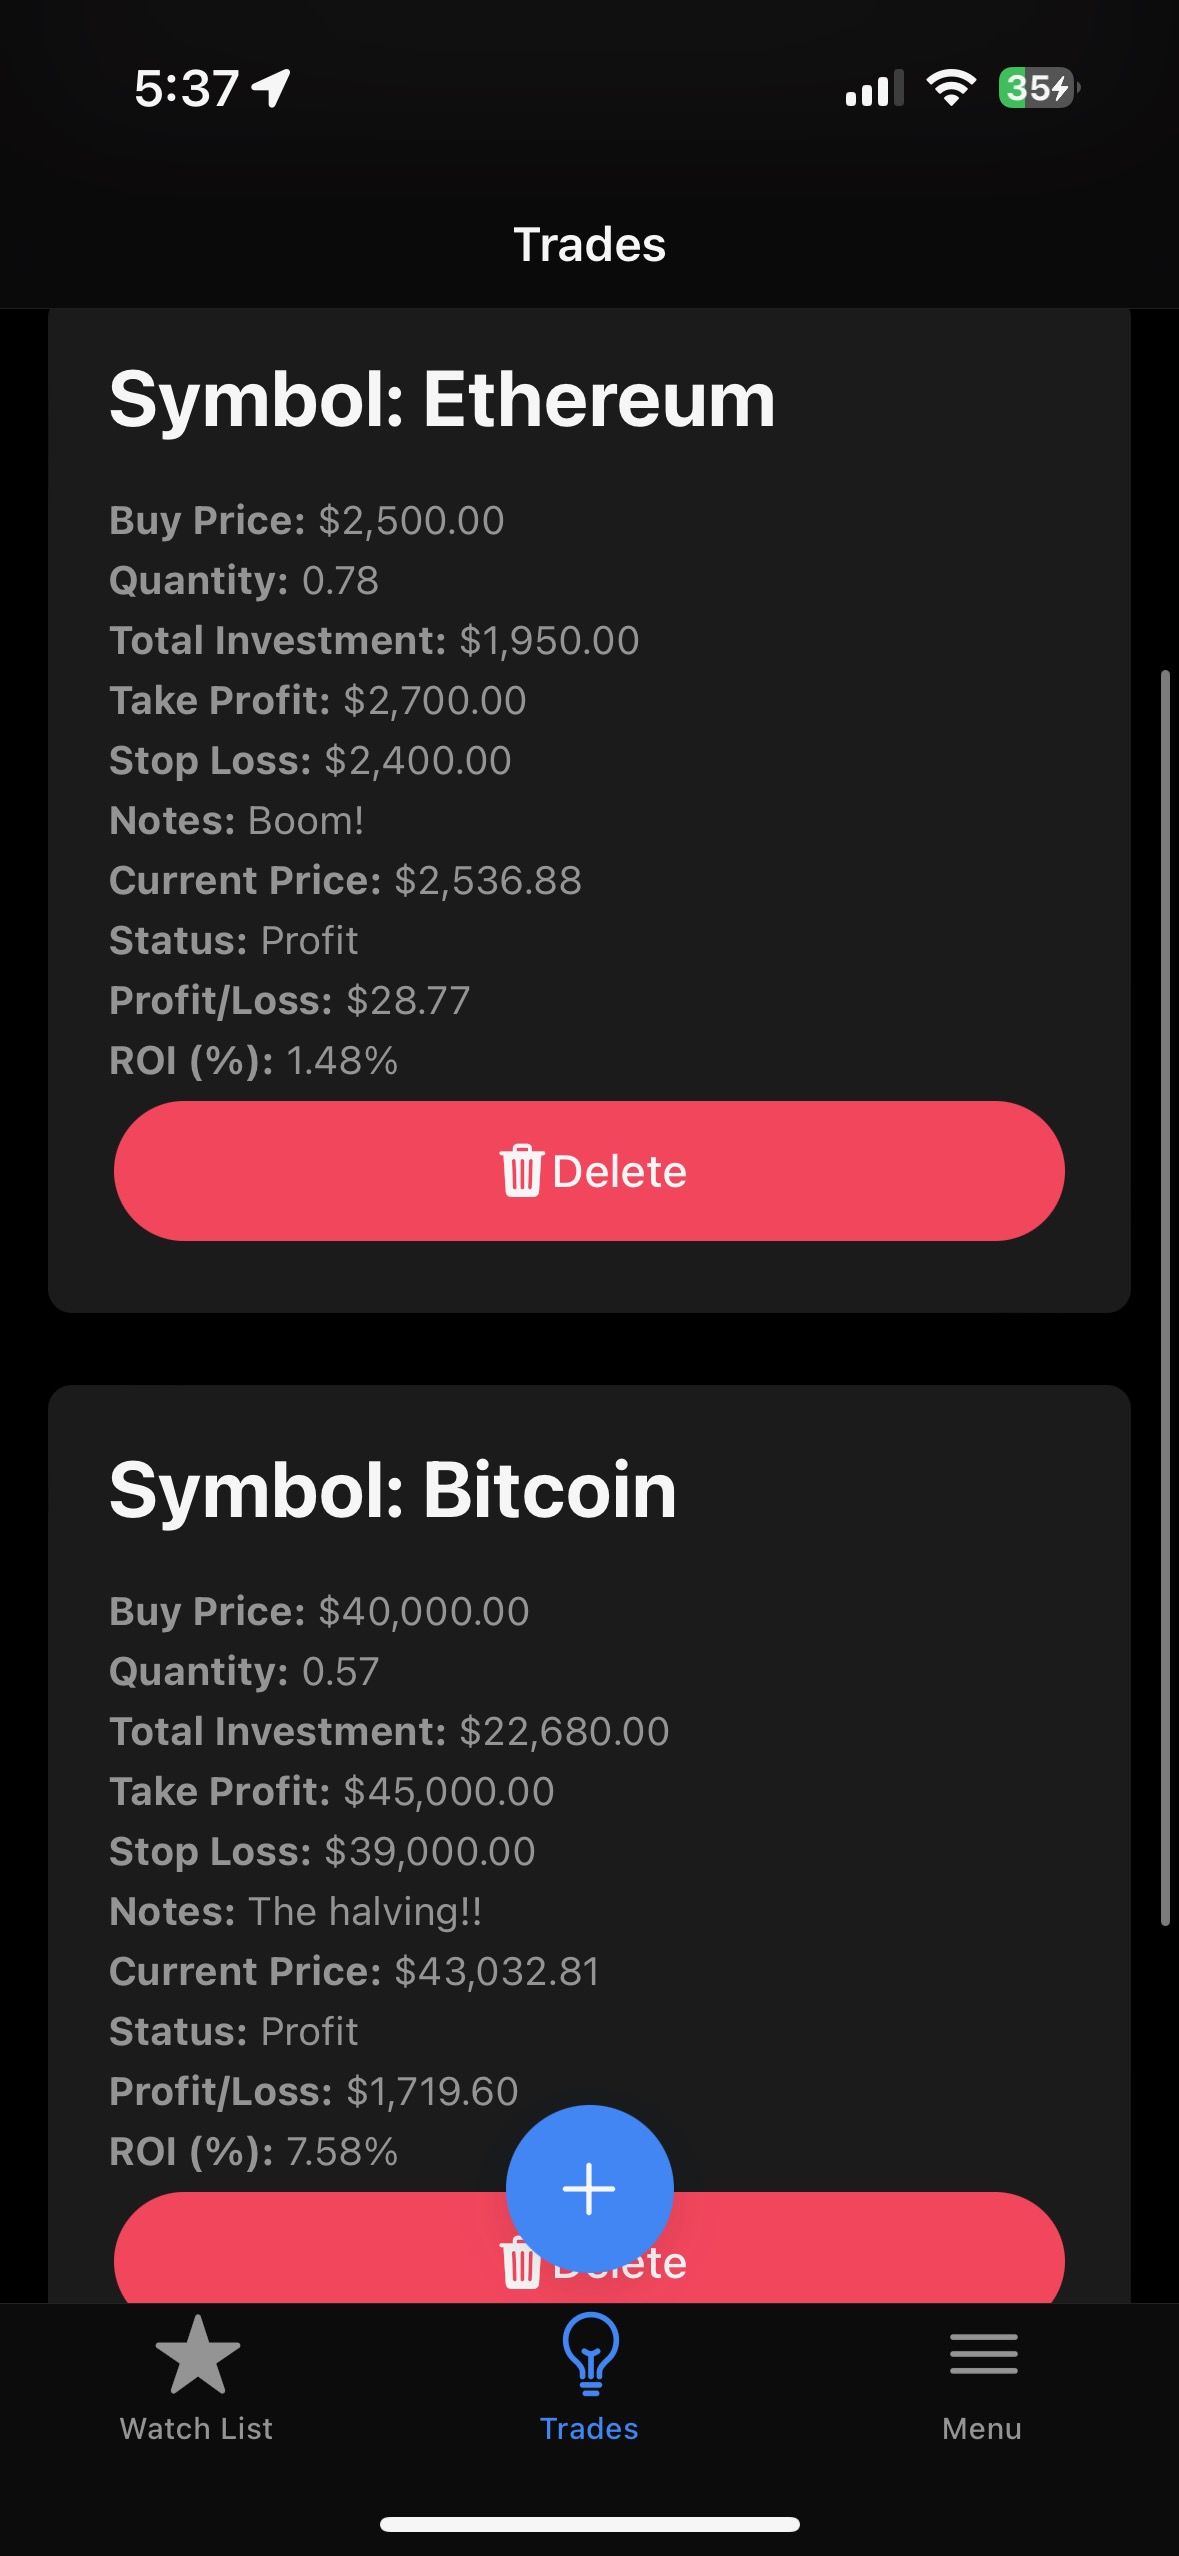 5:37
35
Trades
Symbol: Ethereum
Buy Price: $2,500.00
Quantity: 0.78
Total Investment: $1,950.00
Take Profit: $2,700.00
Stop Loss: $2,400.00
Notes: Boom!
Current Price: $2,536.88
Status: Profit
Profit/Loss: $28.77
ROI (%): 1.48%
Delete
Symbol: Bitcoin
Buy Price: $40,000.00
Quantity: 0.57
Total Investment: $22,680.00
Take Profit: $45,000.00
Stop Loss: $39,000.00
Notes: The halving!!
Current Price: $43,032.81
Status: Profit
Profit/Loss: $1,719.60
ROI (%): 7.58%
Delete
Watch List
Trades
Menu